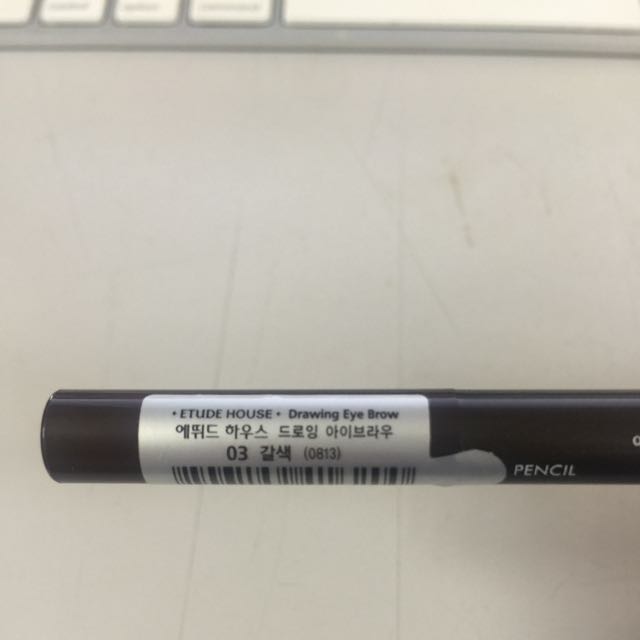 • ETUDE HOUSE • Drawing Eye Brow
에뛰드 하우스 드로잉 아이브라우
03 갈색 (0813)
PENCIL